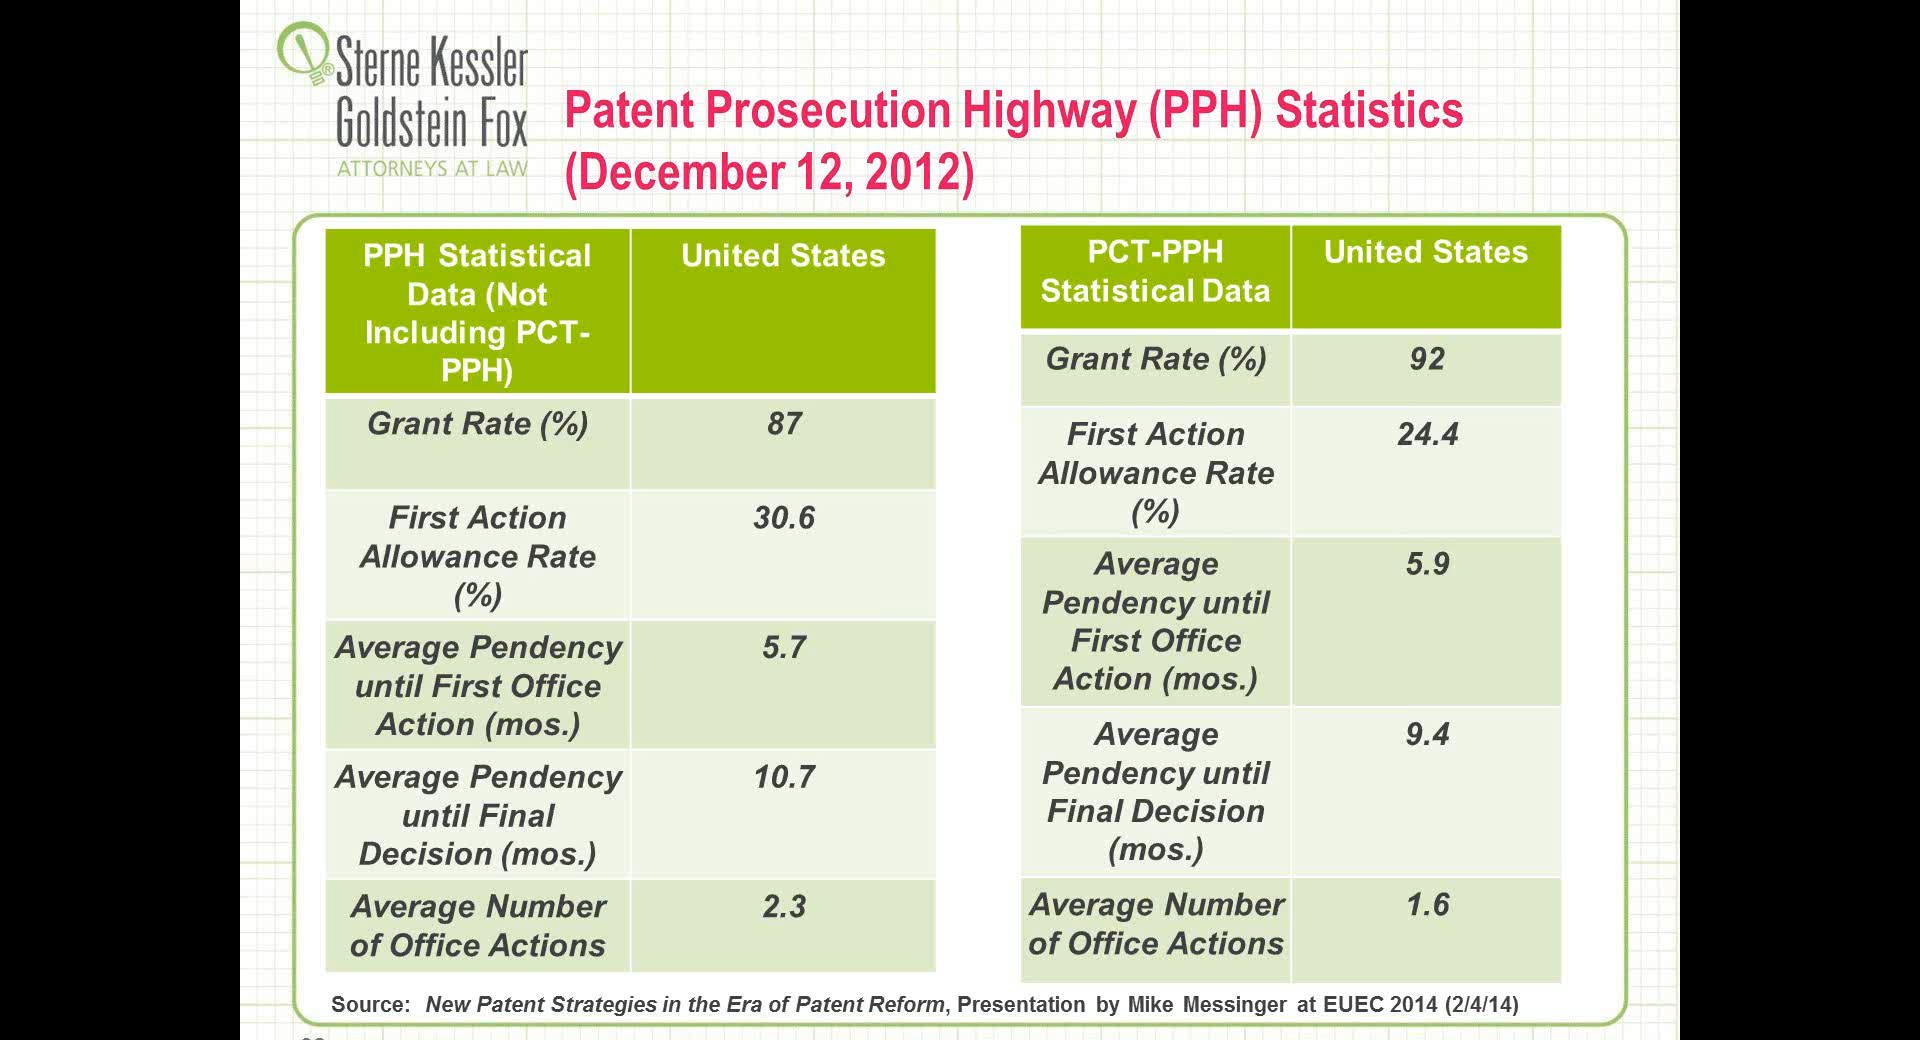 Sterne Kessler
Goldstein Fox
ATTORNEYS AT LAW
Patent Prosecution Highway (PPH) Statistics
(December 12, 2012)
PPH Statistical
Data (Not
Including PCT-
PPH)
United States
Grant Rate (%)
87
First Action
Allowance Rate
(%)
30.6
Average Pendency
until First Office
Action (mos.)
5.7
Average Pendency
until Final
Decision (mos.)
10.7
Average Number
of Office Actions
2.3
PCT-PPH
Statistical Data
United States
Grant Rate (%)
92
First Action
Allowance Rate
(%)
24.4
Average
Pendency until
First Office
Action (mos.)
5.9
Average
Pendency until
Final Decision
(mos.)
9.4
Average Number
of Office Actions
1.6
Source: New Patent Strategies in the Era of Patent Reform, Presentation by Mike Messinger at EUEC 2014 (2/4/14)